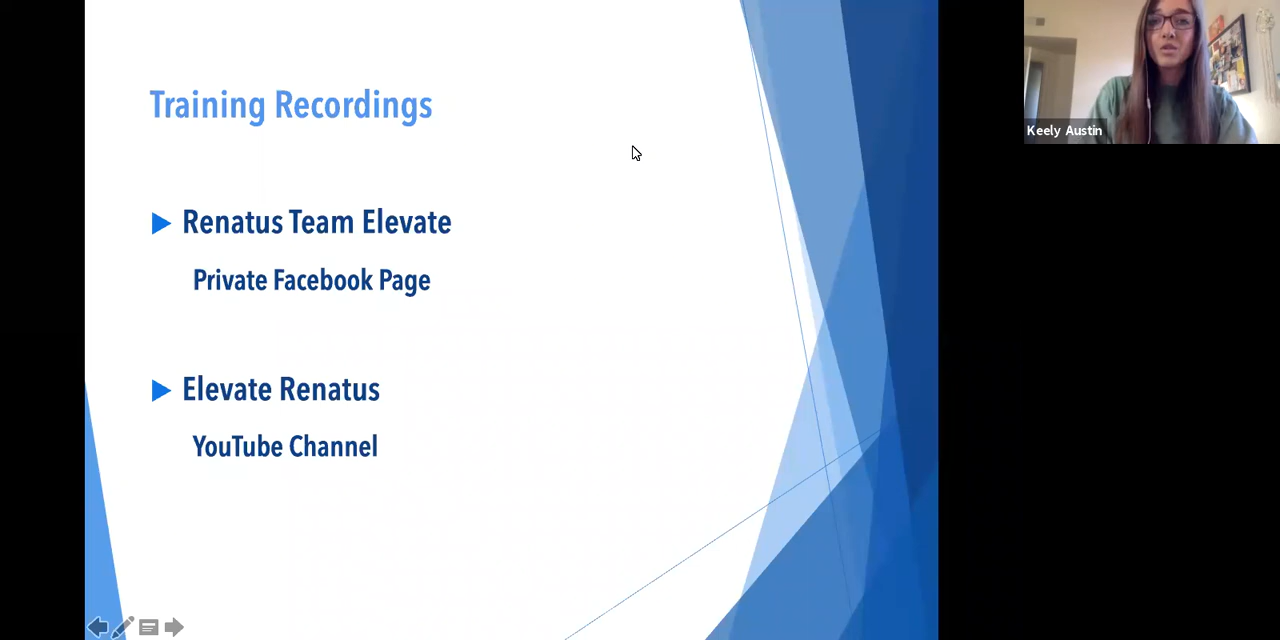 Training Recordings
Renatus Team Elevate
Private Facebook Page
Elevate Renatus
YouTube Channel
Keely Austin